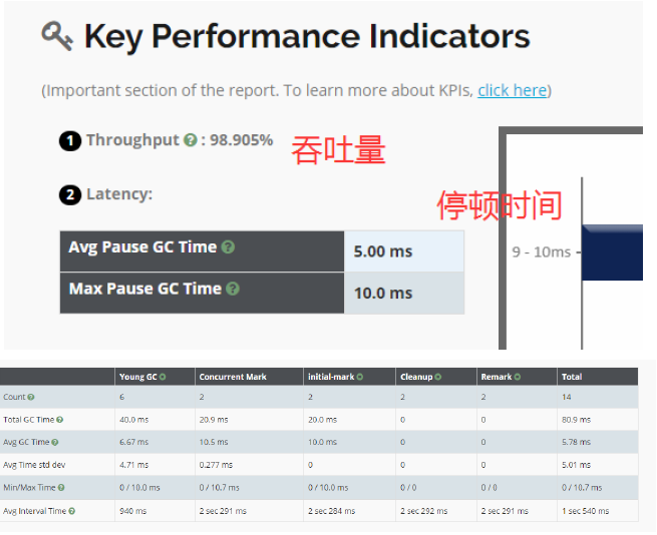 Key Performance Indicators
(Important section of the report. To learn more about KPIs, click here)
1 Throughput ? : 98.905%
吞吐量
2 Latency:
停顿时间
Avg Pause GC Time ? 5.00 ms
Max Pause GC Time ? 10.0 ms
9 - 10ms
Young GC Concurrent Mark initial-mark Cleanup Remark Total
Count ? 6 2 2 2 2 14
Total GC Time ? 40.0 ms 20.9 ms 20.0 ms 0 0 80.9 ms
Avg GC Time ? 6.67 ms 10.5 ms 10.0 ms 0 0 5.78 ms
Avg Time std dev 4.71 ms 0.277 ms 0 0 0 5.01 ms
Min/Max Time ? 0 / 10.0 ms 0 / 10.7 ms 0 / 10.0 ms 0 / 0 0 / 0 0 / 10.7 ms
Avg Interval Time ? 940 ms 2 sec 291 ms 2 sec 284 ms 2 sec 292 ms 2 sec 291 ms 1 sec 540 ms